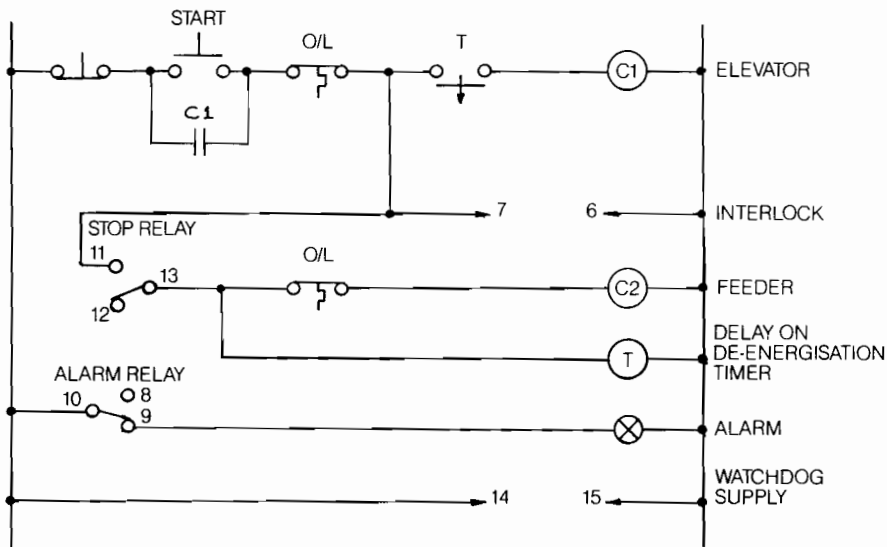 START
O/L
T
C1
ELEVATOR
C1
7
6
INTERLOCK
STOP RELAY
11
O/L
13
12
C2
FEEDER
T
DELAY ON
DE-ENERGISATION
TIMER
ALARM RELAY
10
8
9
ALARM
14
15
WATCHDOG
SUPPLY